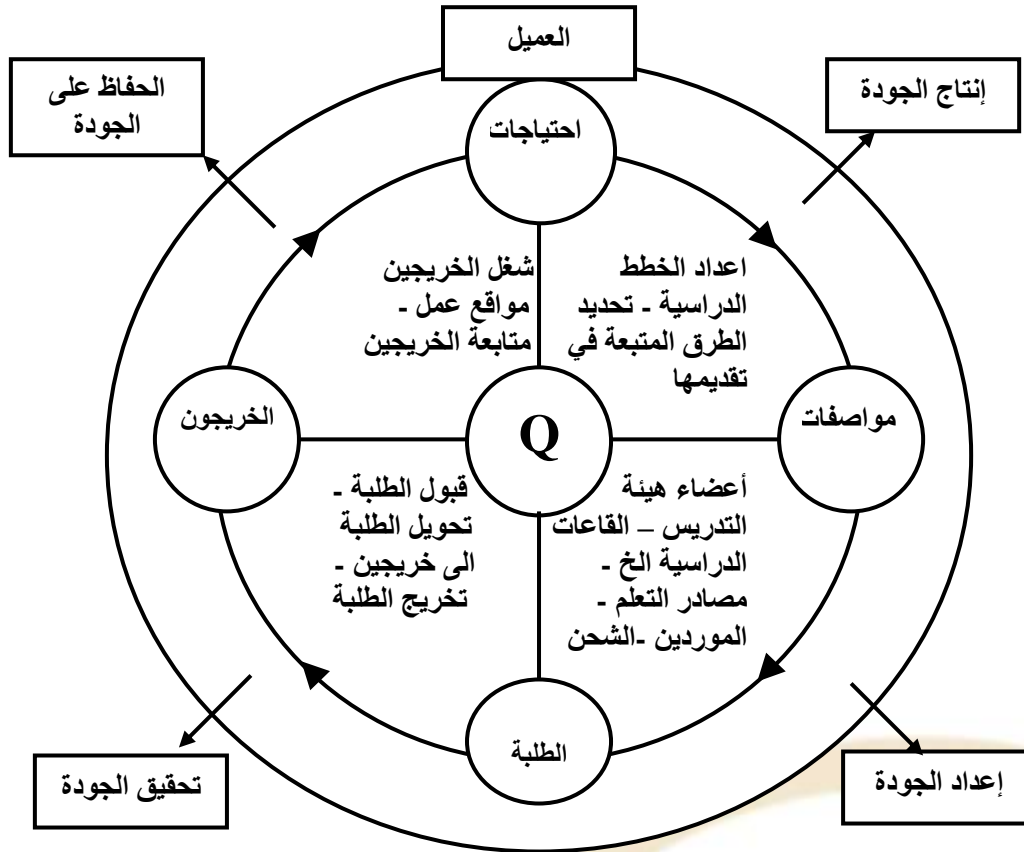 العميل
إنتاج الجودة
الحفاظ على
الجودة
احتياجات
اعداد الخطط
الدراسية - تحديد
الطرق المتبعة في
تقديمها
شغل الخريجين
مواقع عمل -
متابعة الخريجين
مواصفات
Q
الخريجون
أعضاء هيئة
التدريس – القاعات
الدراسية الخ -
مصادر التعلم -
الموردين -الشحن
قبول الطلبة -
تحويل الطلبة
الى خريجين -
تخريج الطلبة
الطلبة
إعداد الجودة
تحقيق الجودة